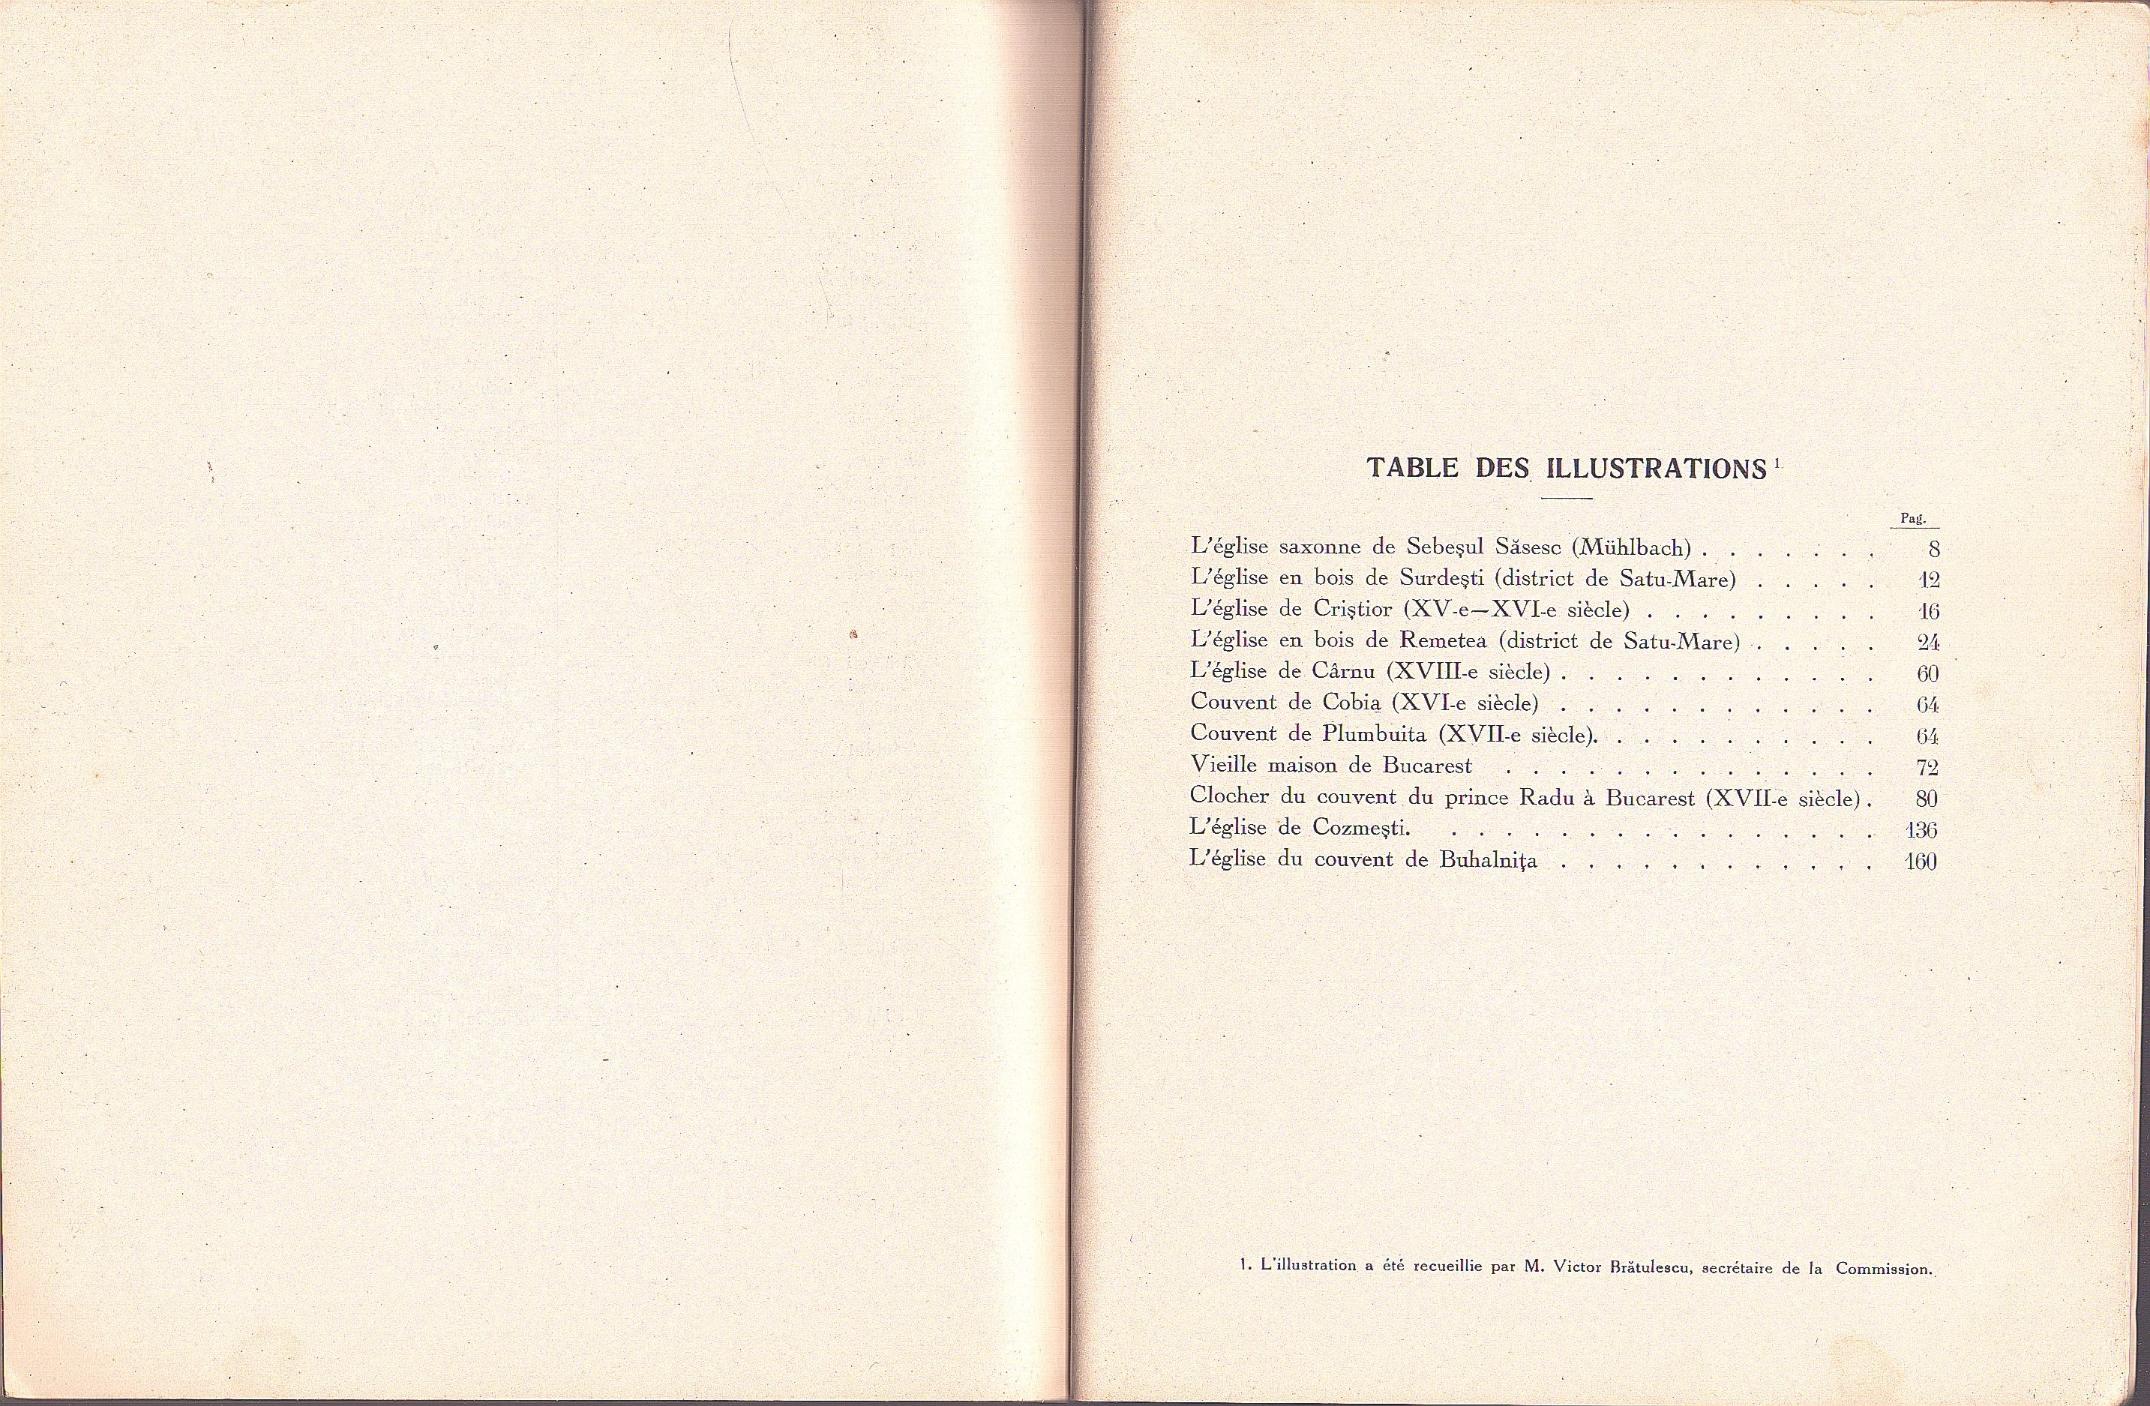 TABLE DES ILLUSTRATIONS 1
Pag.
L'église saxonne de Sebeşul Săsesc (Mühlbach) . . . . . . . 8
L'église en bois de Surdeşti (district de Satu-Mare) . . . . . 12
L'église de Criştior (XV-e—XVI-e siècle) . . . . . . . . . 16
L'église en bois de Remetea (district de Satu-Mare) . . . . . 24
L'église de Cârnu (XVIII-e siècle) . . . . . . . . . . . . 60
Couvent de Cobia (XVI-e siècle) . . . . . . . . . . . . 64
Couvent de Plumbuita (XVII-e siècle). . . . . . . . . . . 64
Vieille maison de Bucarest . . . . . . . . . . . . . . 72
Clocher du couvent du prince Radu à Bucarest (XVII-e siècle) . 80
L'église de Cozmeşti. . . . . . . . . . . . . . . . . 136
L'église du couvent de Buhalniţa . . . . . . . . . . . . 160
1. L'illustration a été recueillie par M. Victor Brătulescu, secrétaire de la Commission.